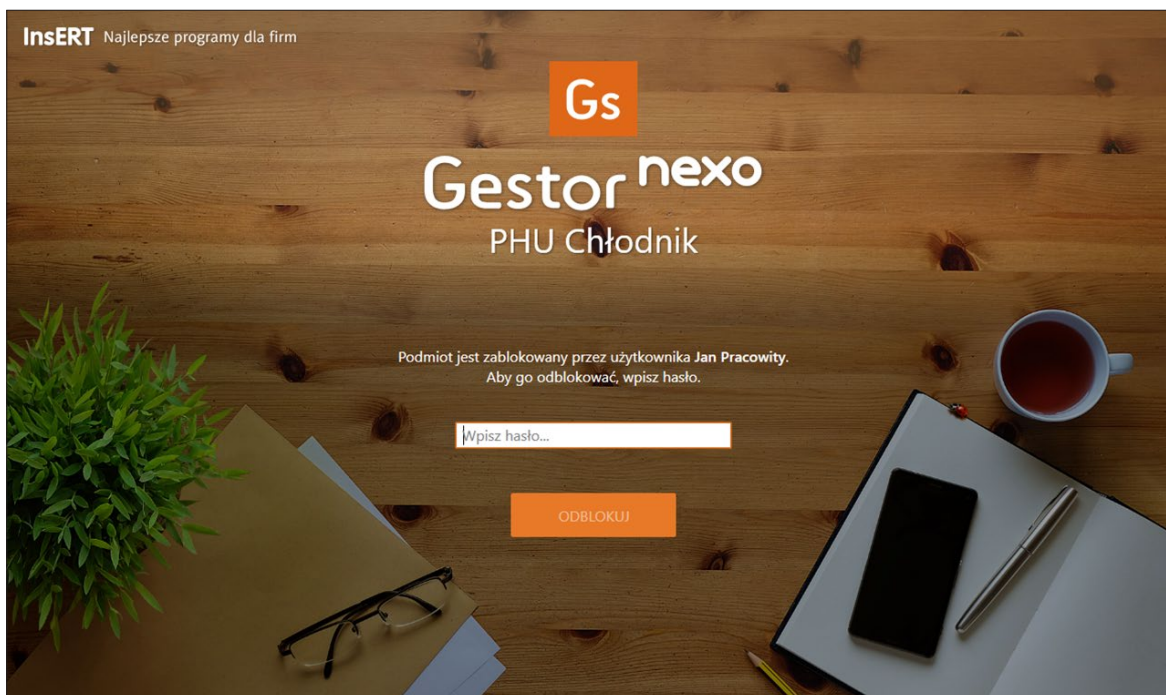 InsERT Najlepsze programy dla firm
Gs
Gestor nexo
PHU Chłodnik
Podmiot jest zablokowany przez użytkownika Jan Pracowity.
Aby go odblokować, wpisz hasło.
Wpisz hasło...
ODBLOKUJ